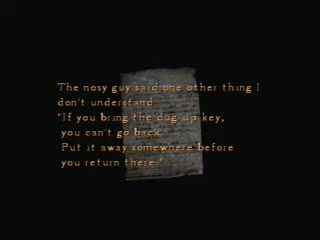 The nosy guy said one other thing I
don't understand.
"If you bring the dug-up key,
you can't go back.
Put it away somewhere before
you return there."